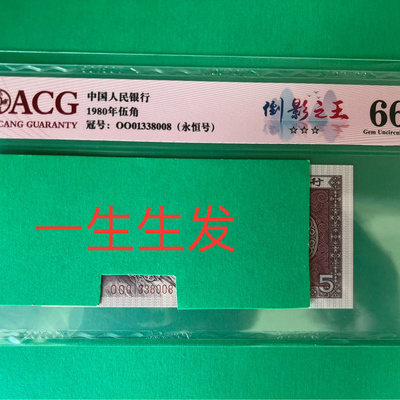 ACG
CANG GUARANTY
中国人民银行
1980年伍角
冠号：OO01338008（永恒号）
倒影之王
☆☆☆
66
Gem Uncircu
行
一生生发
OO01338008
5